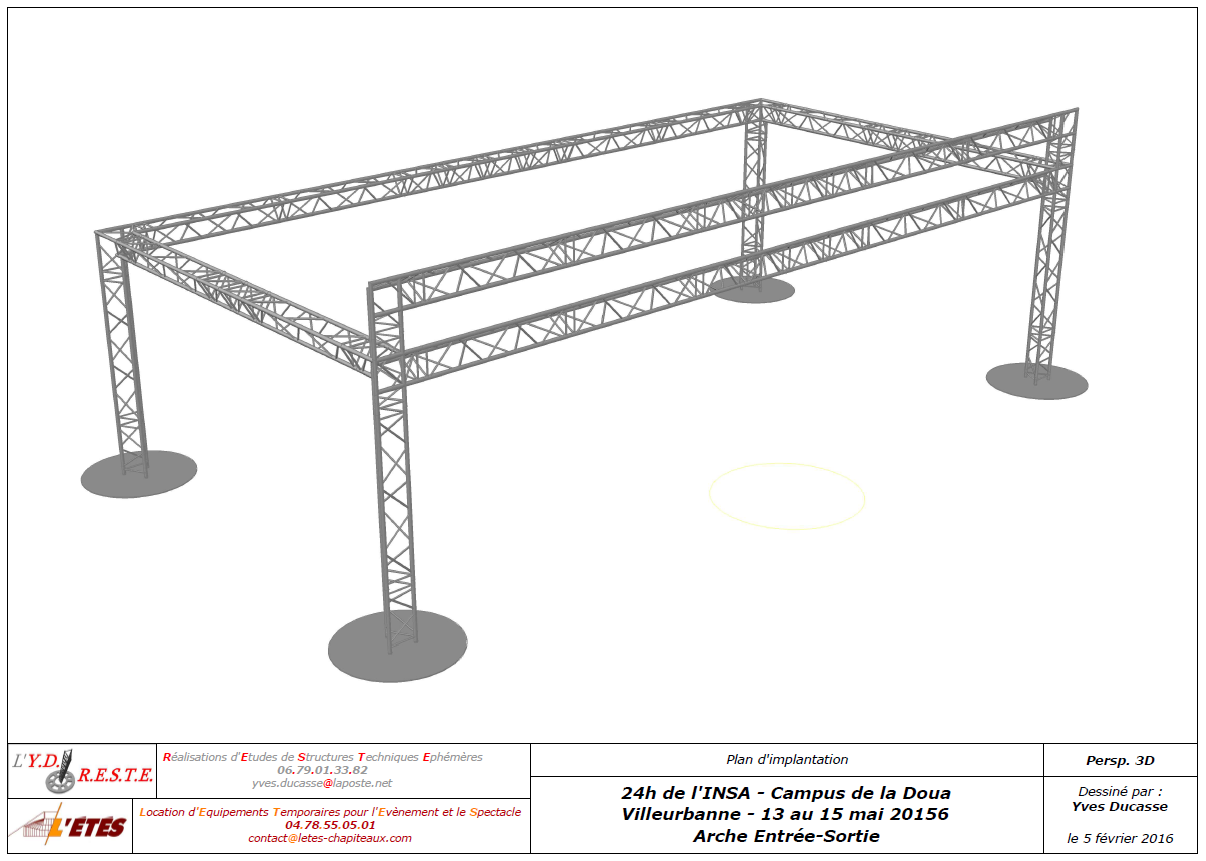 L'Y.D.
R.E.S.T.E.
Réalisations d'Etudes de Structures Techniques Ephémères
06.79.01.33.82
yves.ducasse@laposte.net
L'ÉTÉS
Location d'Equipements Temporaires pour l'Evènement et le Spectacle
04.78.55.05.01
contact@letes-chapiteaux.com
Plan d'implantation
24h de l'INSA - Campus de la Doua
Villeurbanne - 13 au 15 mai 20156
Arche Entrée-Sortie
Persp. 3D
Dessiné par :
Yves Ducasse
le 5 février 2016